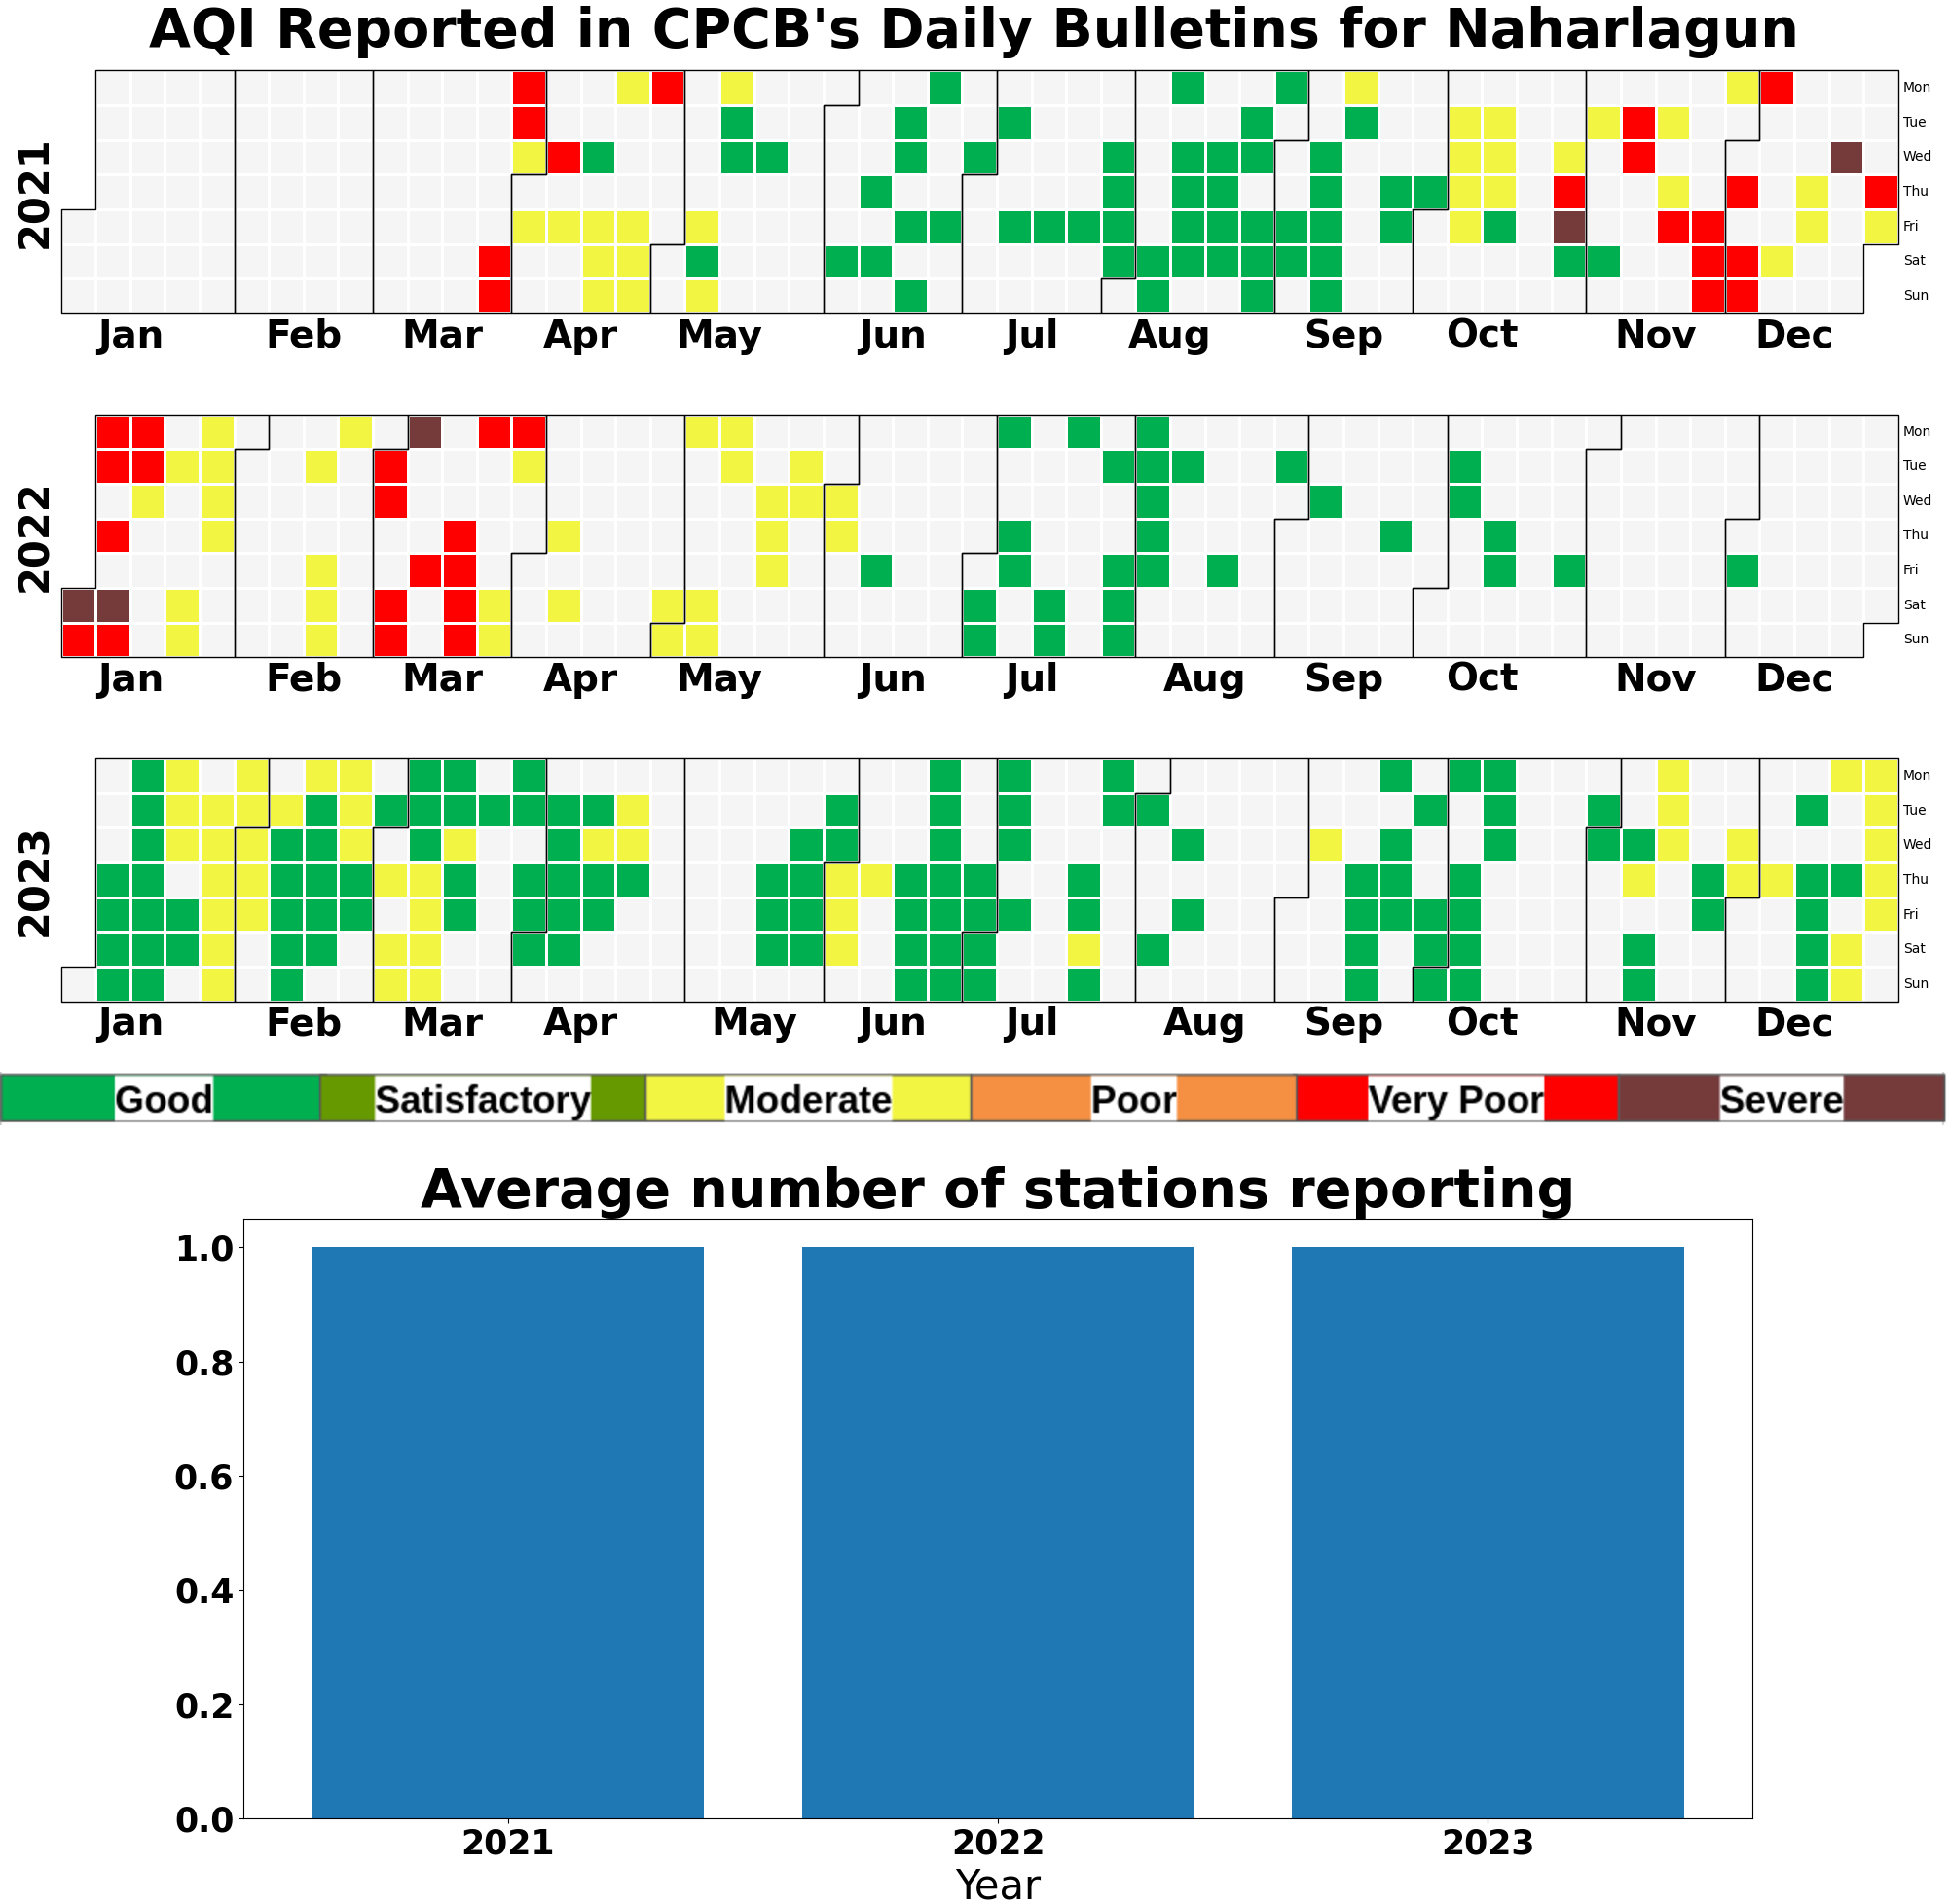 AQI Reported in CPCB's Daily Bulletins for Naharlagun
2021
Mon
Tue
Wed
Thu
Fri
Sat
Sun
Jan Feb Mar Apr May Jun Jul Aug Sep Oct Nov Dec
2022
Mon
Tue
Wed
Thu
Fri
Sat
Sun
Jan Feb Mar Apr May Jun Jul Aug Sep Oct Nov Dec
2023
Mon
Tue
Wed
Thu
Fri
Sat
Sun
Jan Feb Mar Apr May Jun Jul Aug Sep Oct Nov Dec
Good Satisfactory Moderate Poor Very Poor Severe
Average number of stations reporting
1.0
0.8
0.6
0.4
0.2
0.0
2021 2022 2023
Year